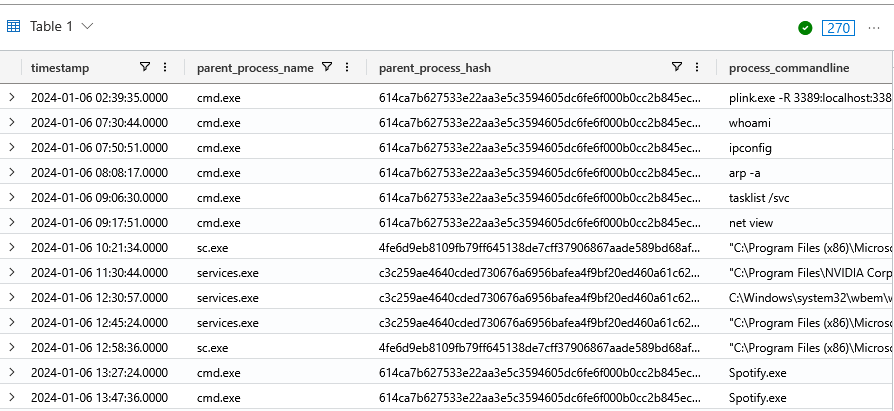 Table 1 270 ...
timestamp parent_process_name parent_process_hash process_commandline
2024-01-06 02:39:35.0000 cmd.exe 614ca7b627533e22aa3e5c3594605dc6fe6f000b0cc2b845ec... plink.exe -R 3389:localhost:338
2024-01-06 07:30:44.0000 cmd.exe 614ca7b627533e22aa3e5c3594605dc6fe6f000b0cc2b845ec... whoami
2024-01-06 07:50:51.0000 cmd.exe 614ca7b627533e22aa3e5c3594605dc6fe6f000b0cc2b845ec... ipconfig
2024-01-06 08:08:17.0000 cmd.exe 614ca7b627533e22aa3e5c3594605dc6fe6f000b0cc2b845ec... arp -a
2024-01-06 09:06:30.0000 cmd.exe 614ca7b627533e22aa3e5c3594605dc6fe6f000b0cc2b845ec... tasklist /svc
2024-01-06 09:17:51.0000 cmd.exe 614ca7b627533e22aa3e5c3594605dc6fe6f000b0cc2b845ec... net view
2024-01-06 10:21:34.0000 sc.exe 4fe6d9eb8109fb79ff645138de7cff37906867aade589bd68af... "C:\Program Files (x86)\Microsc
2024-01-06 11:30:44.0000 services.exe c3c259ae4640cded730676a6956bafea4f9bf20ed460a61c62... "C:\Program Files\NVIDIA Corp
2024-01-06 12:30:57.0000 services.exe c3c259ae4640cded730676a6956bafea4f9bf20ed460a61c62... C:\Windows\system32\wbem\w
2024-01-06 12:45:24.0000 services.exe c3c259ae4640cded730676a6956bafea4f9bf20ed460a61c62... "C:\Program Files (x86)\Microsc
2024-01-06 12:58:36.0000 sc.exe 4fe6d9eb8109fb79ff645138de7cff37906867aade589bd68af... "C:\Program Files (x86)\Microsc
2024-01-06 13:27:24.0000 cmd.exe 614ca7b627533e22aa3e5c3594605dc6fe6f000b0cc2b845ec... Spotify.exe
2024-01-06 13:47:36.0000 cmd.exe 614ca7b627533e22aa3e5c3594605dc6fe6f000b0cc2b845ec... Spotify.exe